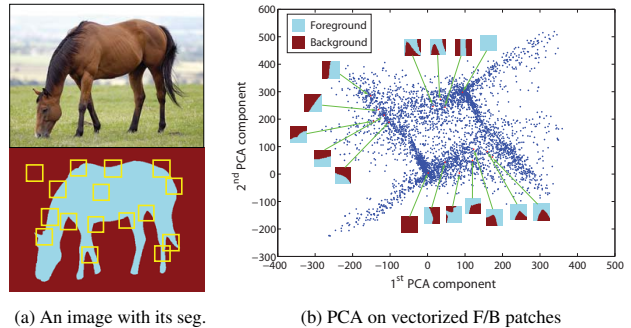 Foreground
Background
600
500
400
300
200
100
0
−100
−200
−300
2nd PCA component
−400 −300 −200 −100 0 100 200 300 400 500
1st PCA component
(a) An image with its seg.
(b) PCA on vectorized F/B patches